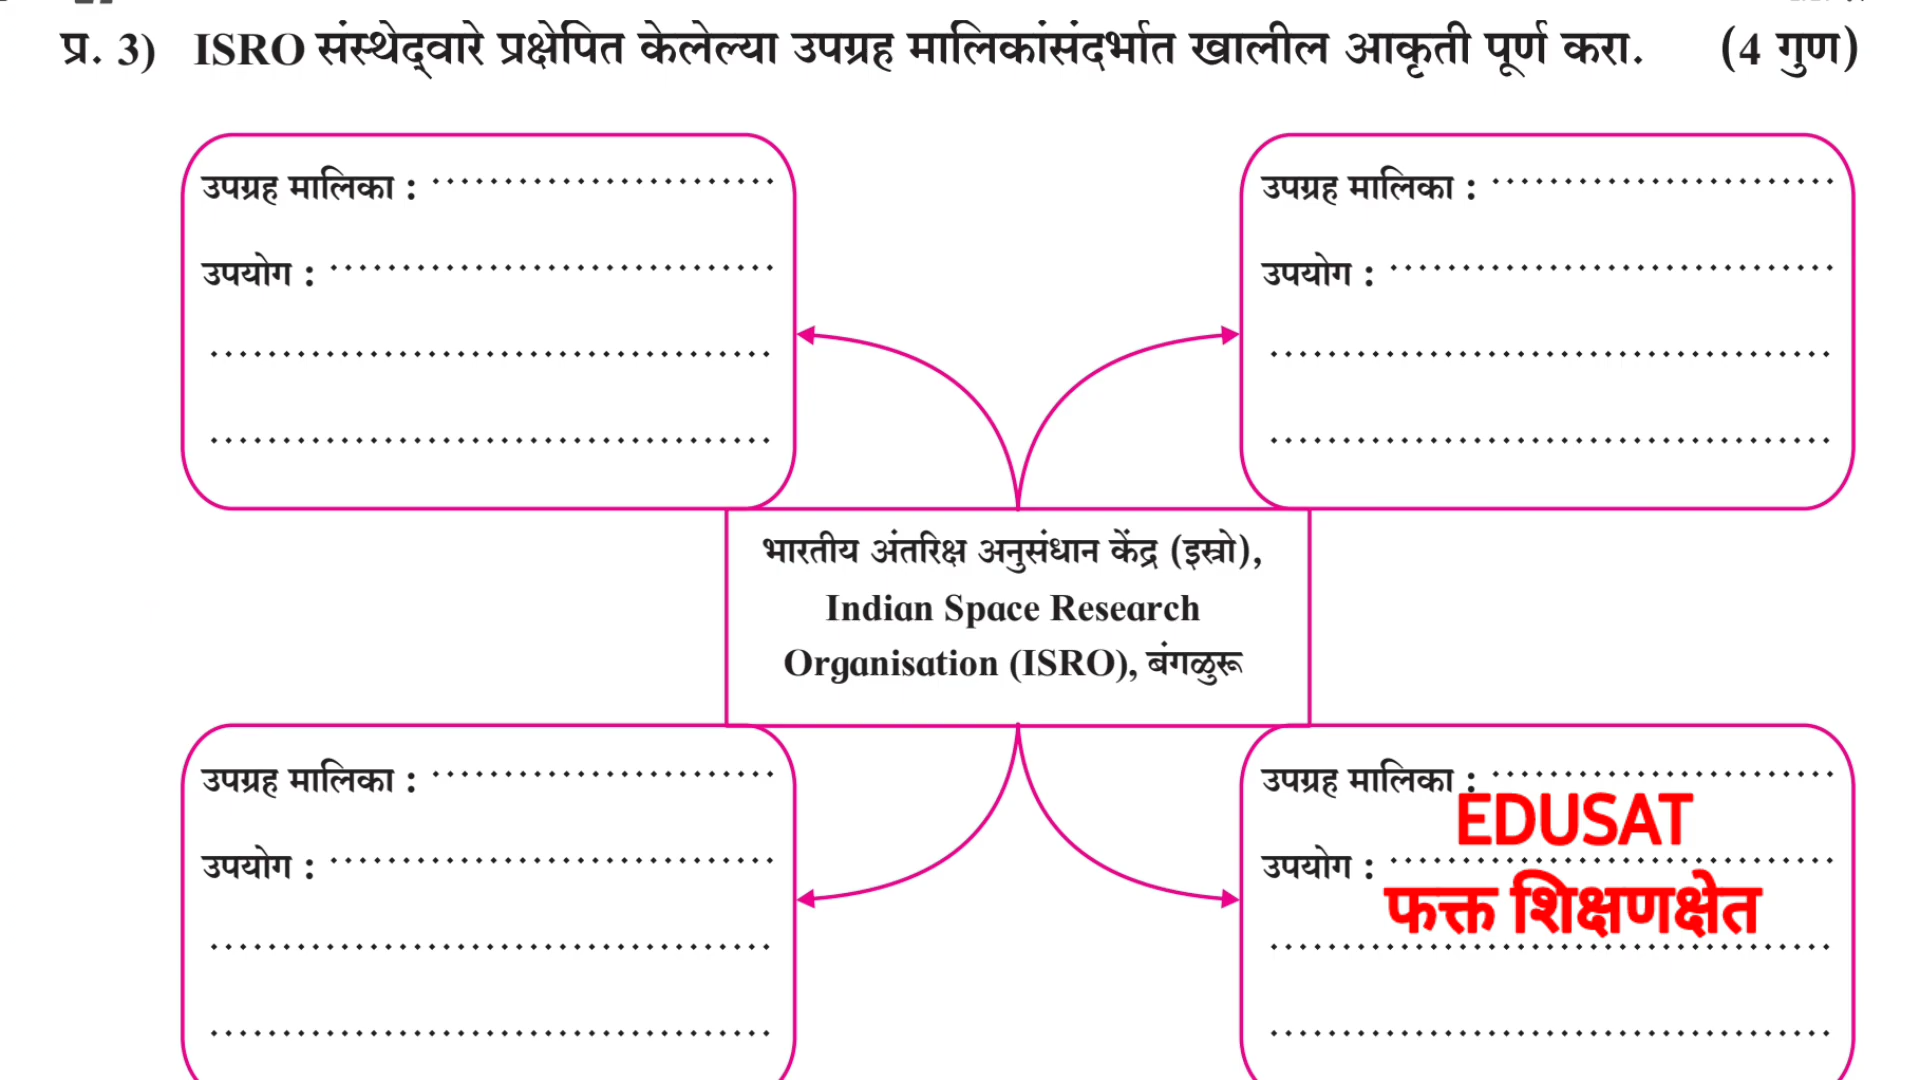 प्र. 3) ISRO संस्थेद्वारे प्रक्षेपित केलेल्या उपग्रह मालिकांसंदर्भात खालील आकृती पूर्ण करा. (4 गुण)
उपग्रह मालिका :
उपयोग :
उपग्रह मालिका :
उपयोग :
भारतीय अंतरिक्ष अनुसंधान केंद्र (इस्रो),
Indian Space Research
Organisation (ISRO), बंगळुरू
उपग्रह मालिका :
उपयोग :
उपग्रह मालिका :
EDUSAT
उपयोग :
फक्त शिक्षणक्षेत